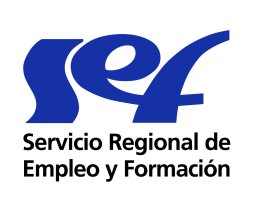 sef
Servicio Regional de
Empleo y Formación